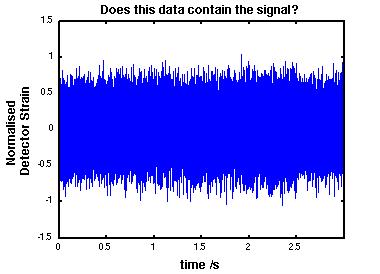 Does this data contain the signal?
1.5
1
0.5
0
-0.5
-1
-1.5
Normalised
Detector Strain
0 0.5 1 1.5 2 2.5
time /s